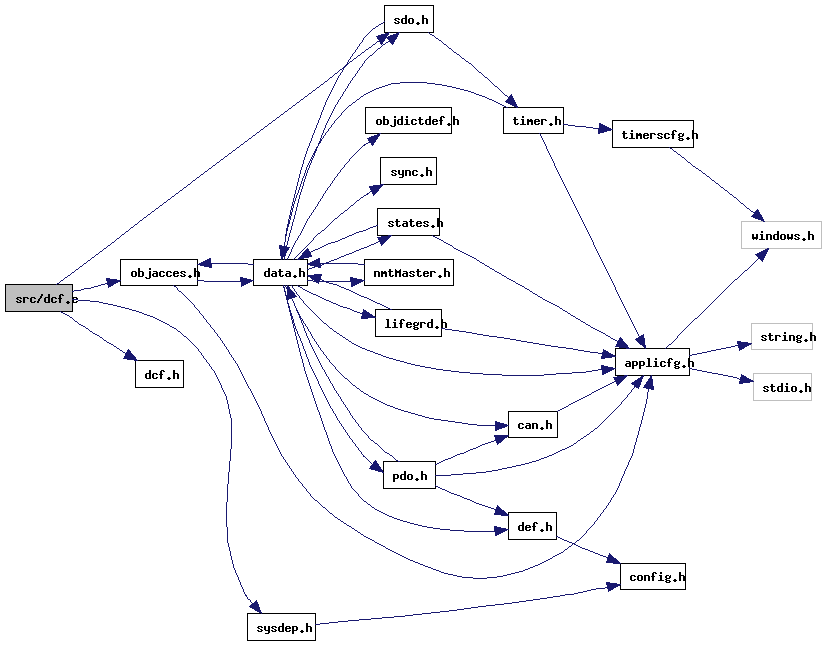 sdo.h
objdictdef.h
timer.h
timerscfg.h
sync.h
states.h
windows.h
objacces.h
data.h
nmtMaster.h
src/dcf.e
lifegrd.h
string.h
applicfg.h
dcf.h
stdio.h
can.h
pdo.h
def.h
config.h
sysdep.h